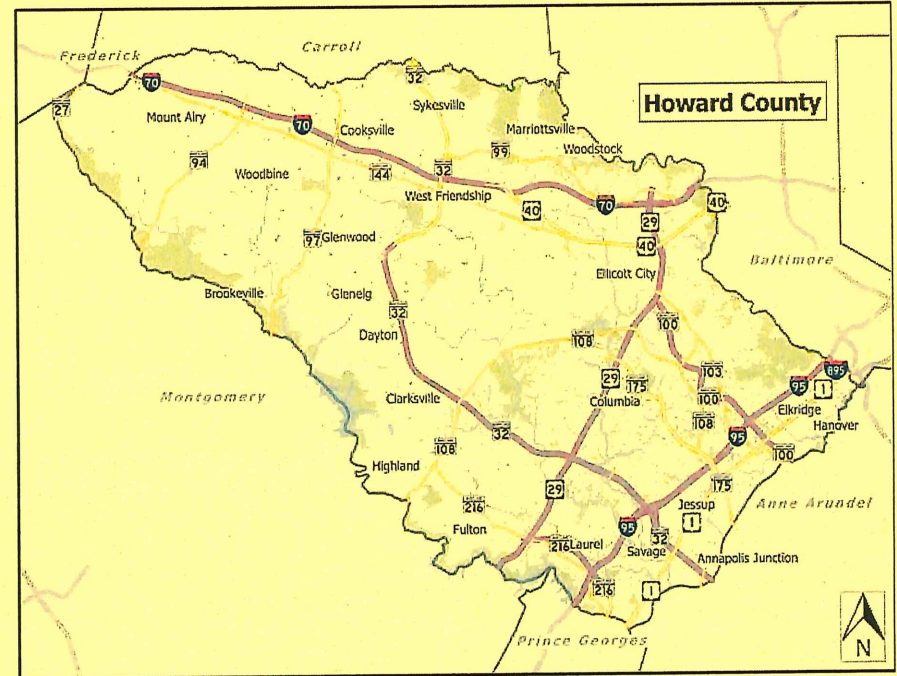 Carroll
Frederick
70
32
Howard County
27
Sykesville
Mount Airy
70
Cooksville
Marriottsville
94
99
Woodstock
Woodbine
144
32
West Friendship
70
40
40
29
97
Glenwood
40
Baltimore
Ellicott City
Brookeville
Glenelg
32
Dayton
100
108
103
895
29
175
95
1
Montgomery
Clarksville
Columbia
100
Elkridge
108
Hanover
32
95
108
100
Highland
175
29
216
Jessup
Anne Arundel
Fulton
95
1
216
Laurel
Savage
32
Annapolis Junction
216
1
Prince Georges
N